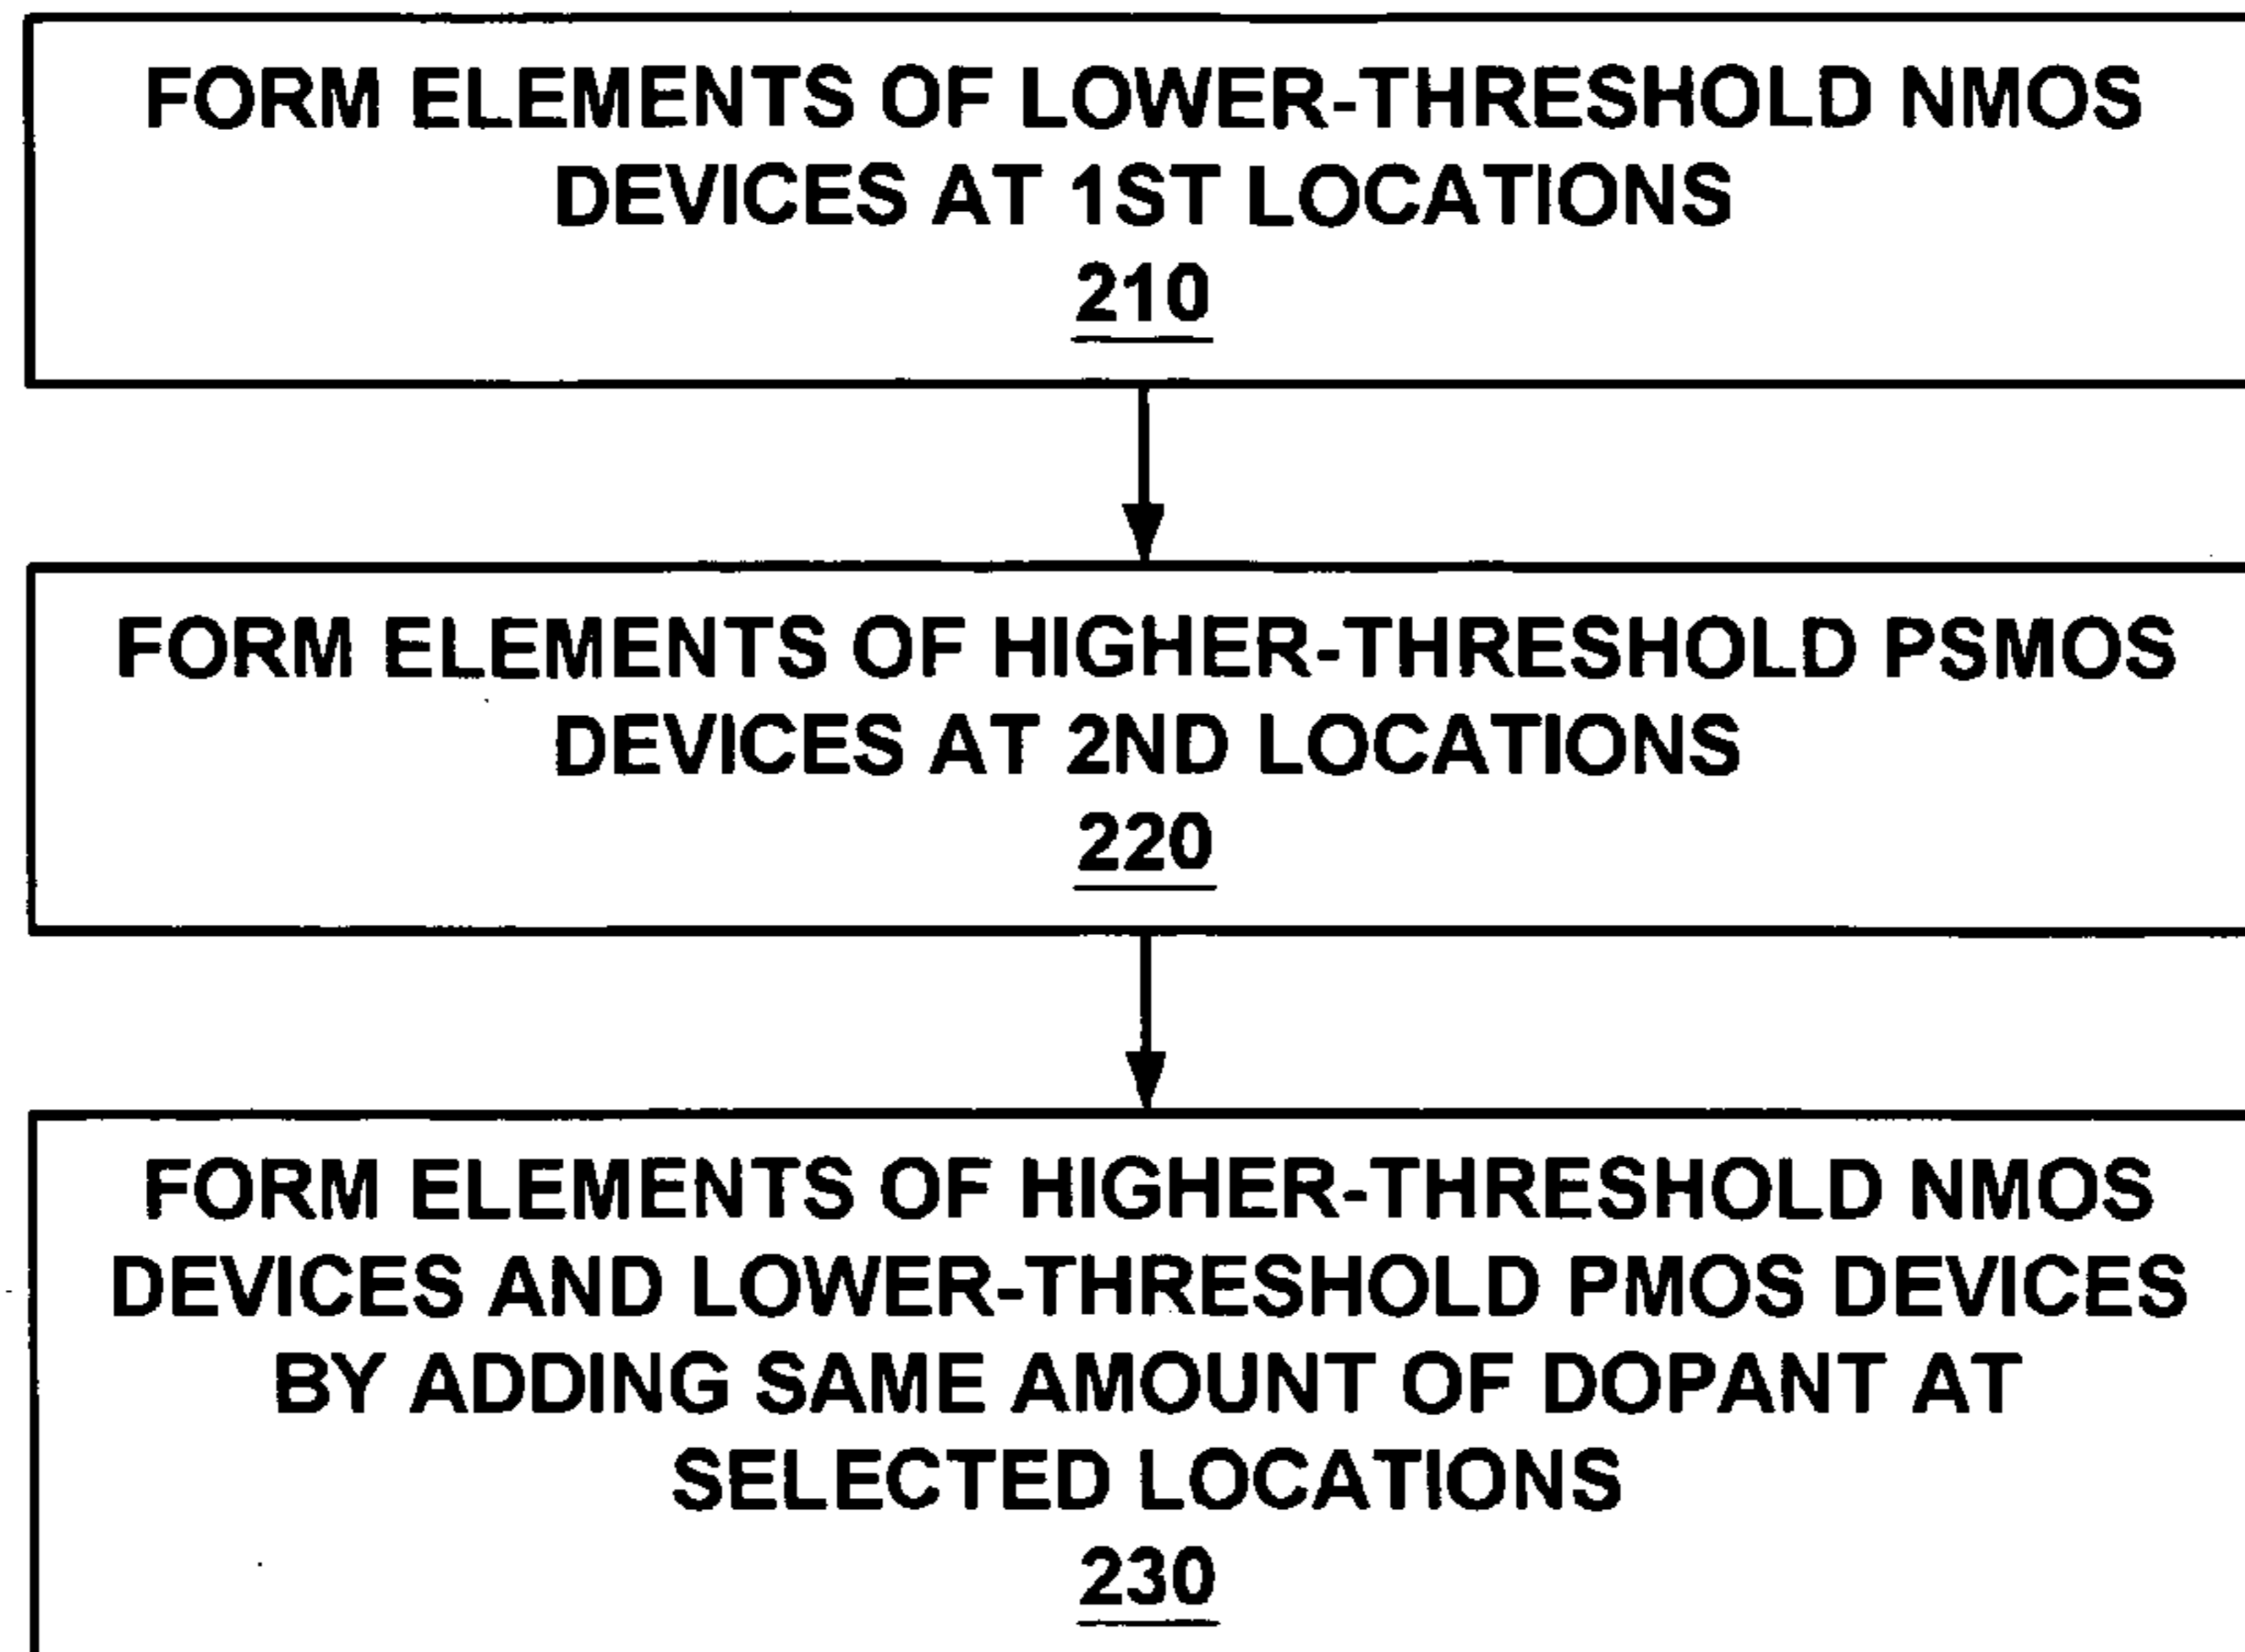 FORM ELEMENTS OF LOWER-THRESHOLD NMOS
DEVICES AT 1ST LOCATIONS
210
FORM ELEMENTS OF HIGHER-THRESHOLD PSMOS
DEVICES AT 2ND LOCATIONS
220
FORM ELEMENTS OF HIGHER-THRESHOLD NMOS
DEVICES AND LOWER-THRESHOLD PMOS DEVICES
BY ADDING SAME AMOUNT OF DOPANT AT
SELECTED LOCATIONS
230